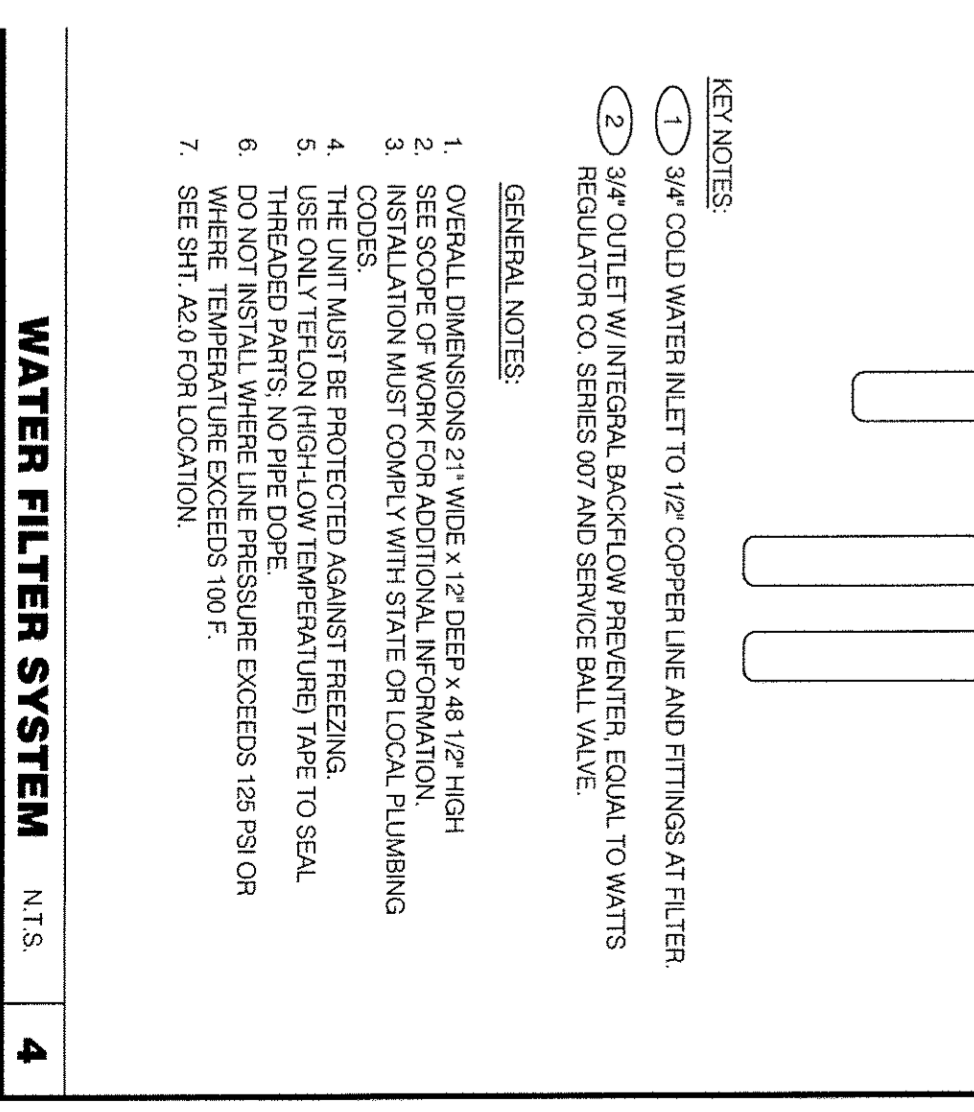 KEY NOTES:
1 3/4" COLD WATER INLET TO 1/2" COPPER LINE AND FITTINGS AT FILTER.
2 3/4" OUTLET W/ INTEGRAL BACKFLOW PREVENTER, EQUAL TO WATTS
REGULATOR CO. SERIES 007 AND SERVICE BALL VALVE.
GENERAL NOTES:
1. OVERALL DIMENSIONS 21" WIDE x 12" DEEP x 48 1/2" HIGH
2. SEE SCOPE OF WORK FOR ADDITIONAL INFORMATION.
3. INSTALLATION MUST COMPLY WITH STATE OR LOCAL PLUMBING
CODES.
4. THE UNIT MUST BE PROTECTED AGAINST FREEZING.
5. USE ONLY TEFLON (HIGH-LOW TEMPERATURE) TAPE TO SEAL
THREADED PARTS; NO PIPE DOPE.
6. DO NOT INSTALL WHERE LINE PRESSURE EXCEEDS 125 PSI OR
WHERE TEMPERATURE EXCEEDS 100 F.
7. SEE SHT. A2.0 FOR LOCATION.
WATER FILTER SYSTEM N.T.S. 4